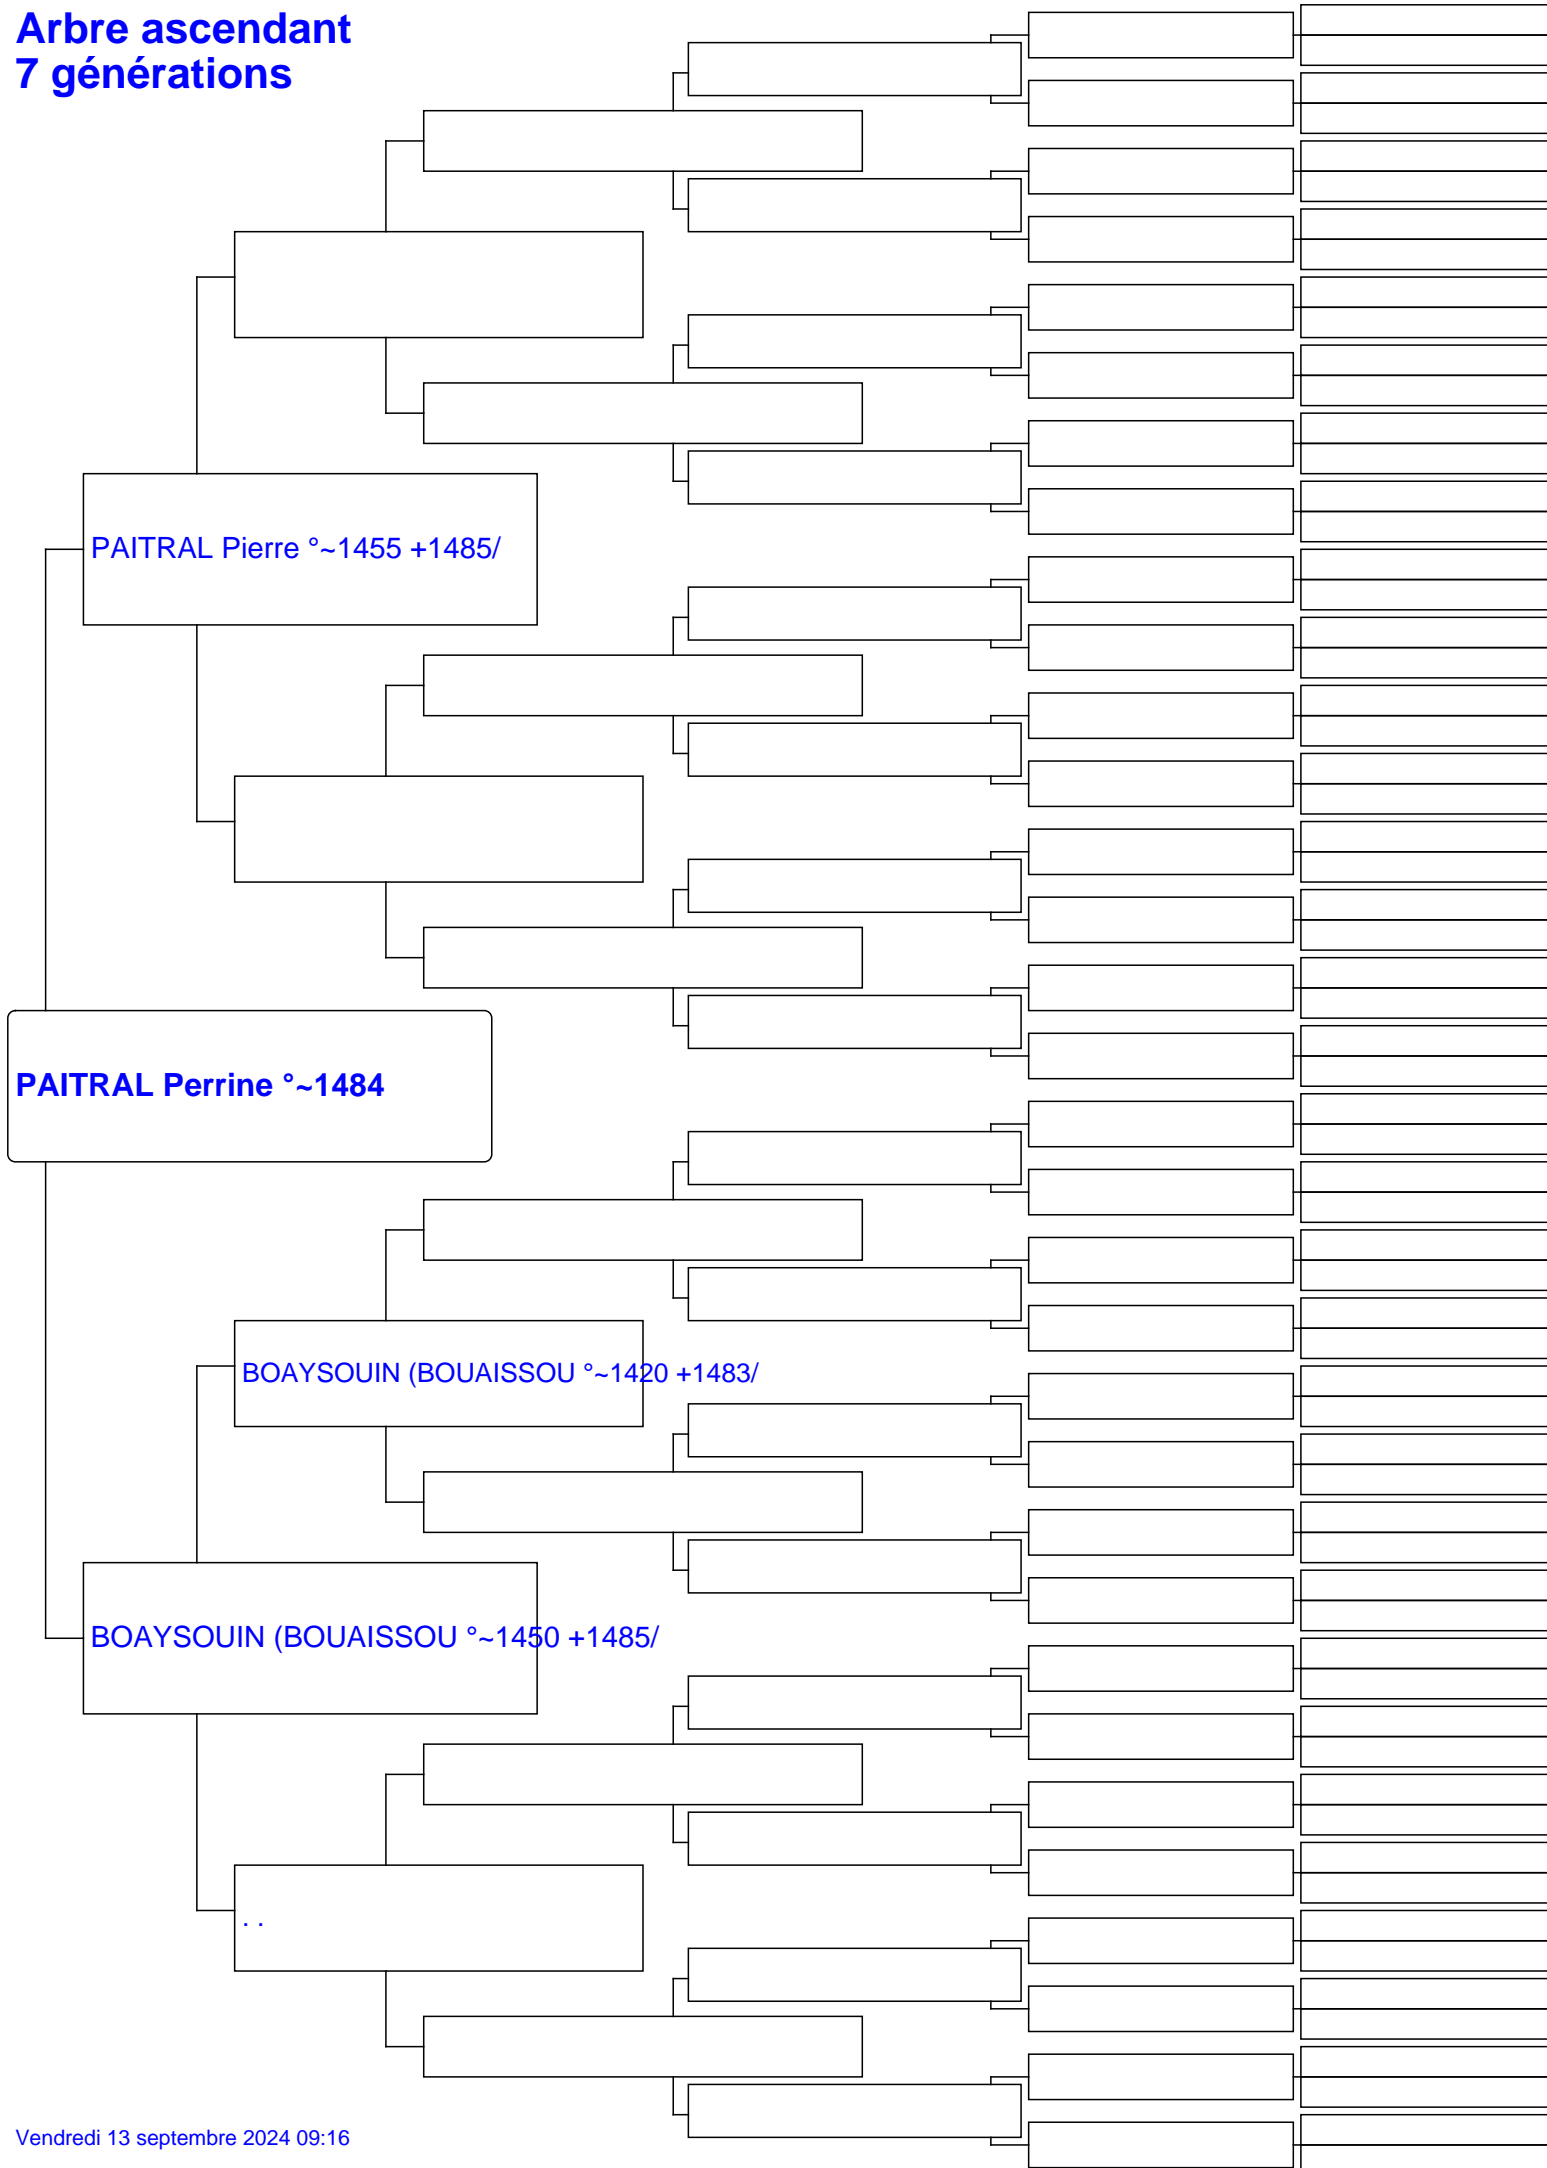 Arbre ascendant
7 générations
PAITRAL Pierre °~1455 +1485/
PAITRAL Perrine °~1484
BOAYSOUIN (BOUAISSOU °~1420 +1483/
BOAYSOUIN (BOUAISSOU °~1450 +1485/
. .
Vendredi 13 septembre 2024 09:16